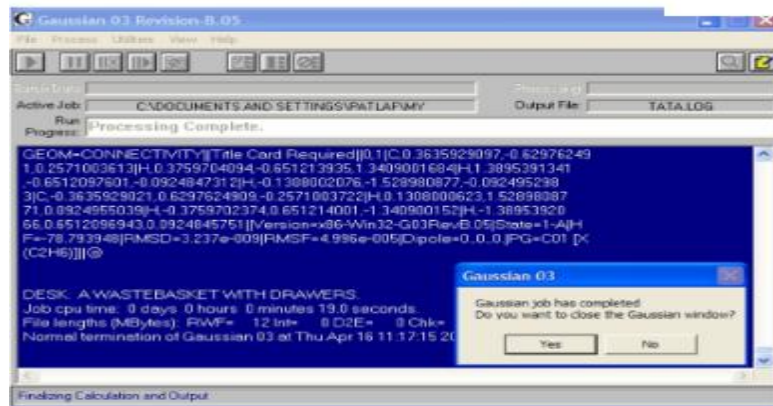 Gaussian 03 Revision-B.05
File Process Utilities View Help
Active Job: C:\DOCUMENTS AND SETTINGS\PATLAP\MY Output File: TATA.LOG
Run Progress: Processing Complete.
GEOM=CONNECTIVITY||Title Card Required||0,1|C,0.3635929097,-0.62976249
1,0.2571003613|H,0.3759704094,-0.651213935,1.3409001684|H,1.1895391341
,-0.6512097601,-0.0924847312|H,-0.1308002076,-1.528980877,-0.092495298
3|C,-0.3635929021,0.6297624909,-0.2571003722|H,0.1308000623,1.52898087
71,0.0924955039|H,-0.3759702374,0.651214001,-1.340900152|H,-1.38953920
66,0.6512096943,0.0924845751||Version=x86-Win32-G03RevB.05|State=1-A|H
F=-78.793948|RMSD=3.237e-009|RMSF=4.996e-005|Dipole=0.,0.,0.|PG=C01 [X
(C2H6)]||@
DESK: A WASTEBASKET WITH DRAWERS.
Job cpu time: 0 days 0 hours 0 minutes 19.0 seconds.
File lengths (MBytes): RWF= 12 Int= 0 D2E= 0 Chk=
Normal termination of Gaussian 03 at Thu Apr 16 11:17:15 20
Gaussian 03
Gaussian job has completed
Do you want to close the Gaussian window?
Yes No
Finalizing Calculation and Output